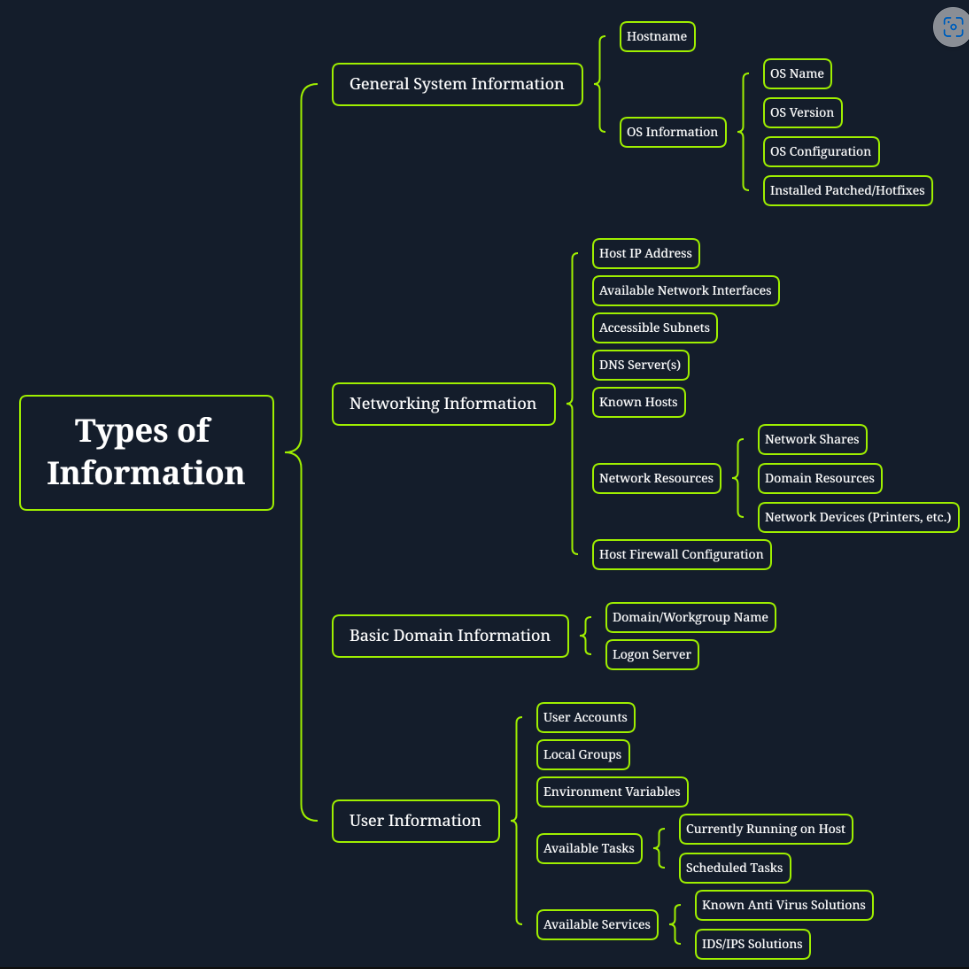 Types of
Information
General System Information
Hostname
OS Information
OS Name
OS Version
OS Configuration
Installed Patched/Hotfixes
Networking Information
Host IP Address
Available Network Interfaces
Accessible Subnets
DNS Server(s)
Known Hosts
Network Resources
Network Shares
Domain Resources
Network Devices (Printers, etc.)
Host Firewall Configuration
Basic Domain Information
Domain/Workgroup Name
Logon Server
User Information
User Accounts
Local Groups
Environment Variables
Available Tasks
Currently Running on Host
Scheduled Tasks
Available Services
Known Anti Virus Solutions
IDS/IPS Solutions